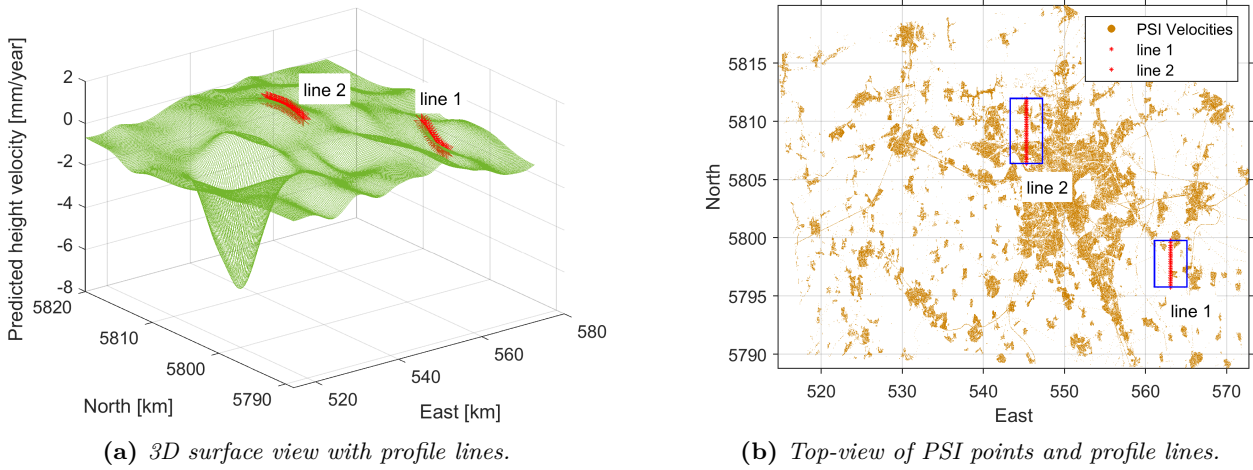 Predicted height velocity [mm/year]
2
0
-2
-4
-6
-8
5820
5810
5800
5790
North [km]
520
540
560
580
East [km]
line 2
line 1
(a) 3D surface view with profile lines.
North
5815
5810
5805
5800
5795
5790
520
530
540
550
560
570
East
PSI Velocities
line 1
line 2
line 2
line 1
(b) Top-view of PSI points and profile lines.